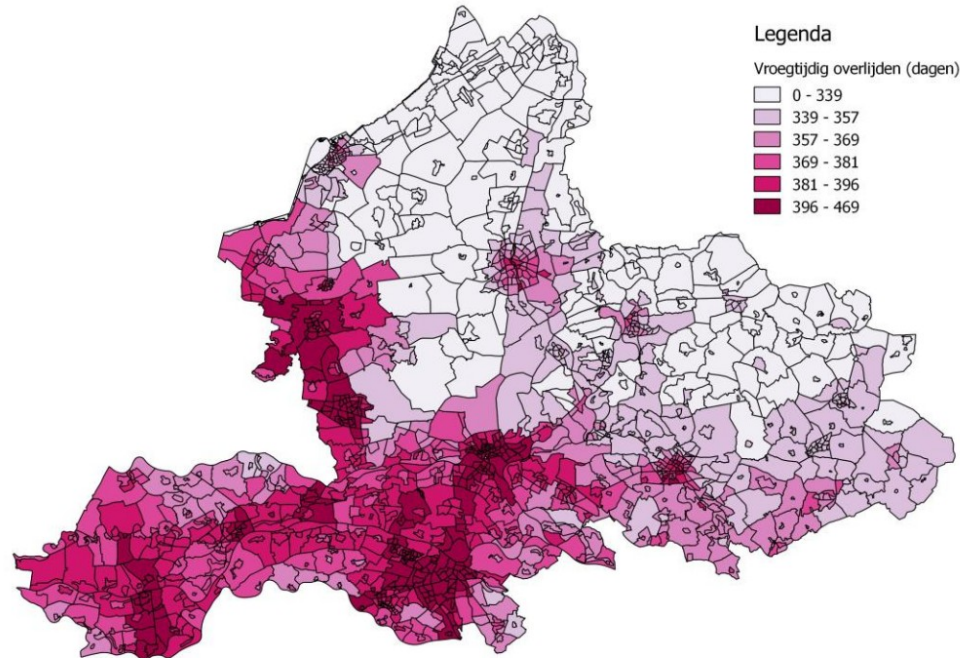 Legenda
Vroegtijdig overlijden (dagen)
0 - 339
339 - 357
357 - 369
369 - 381
381 - 396
396 - 469